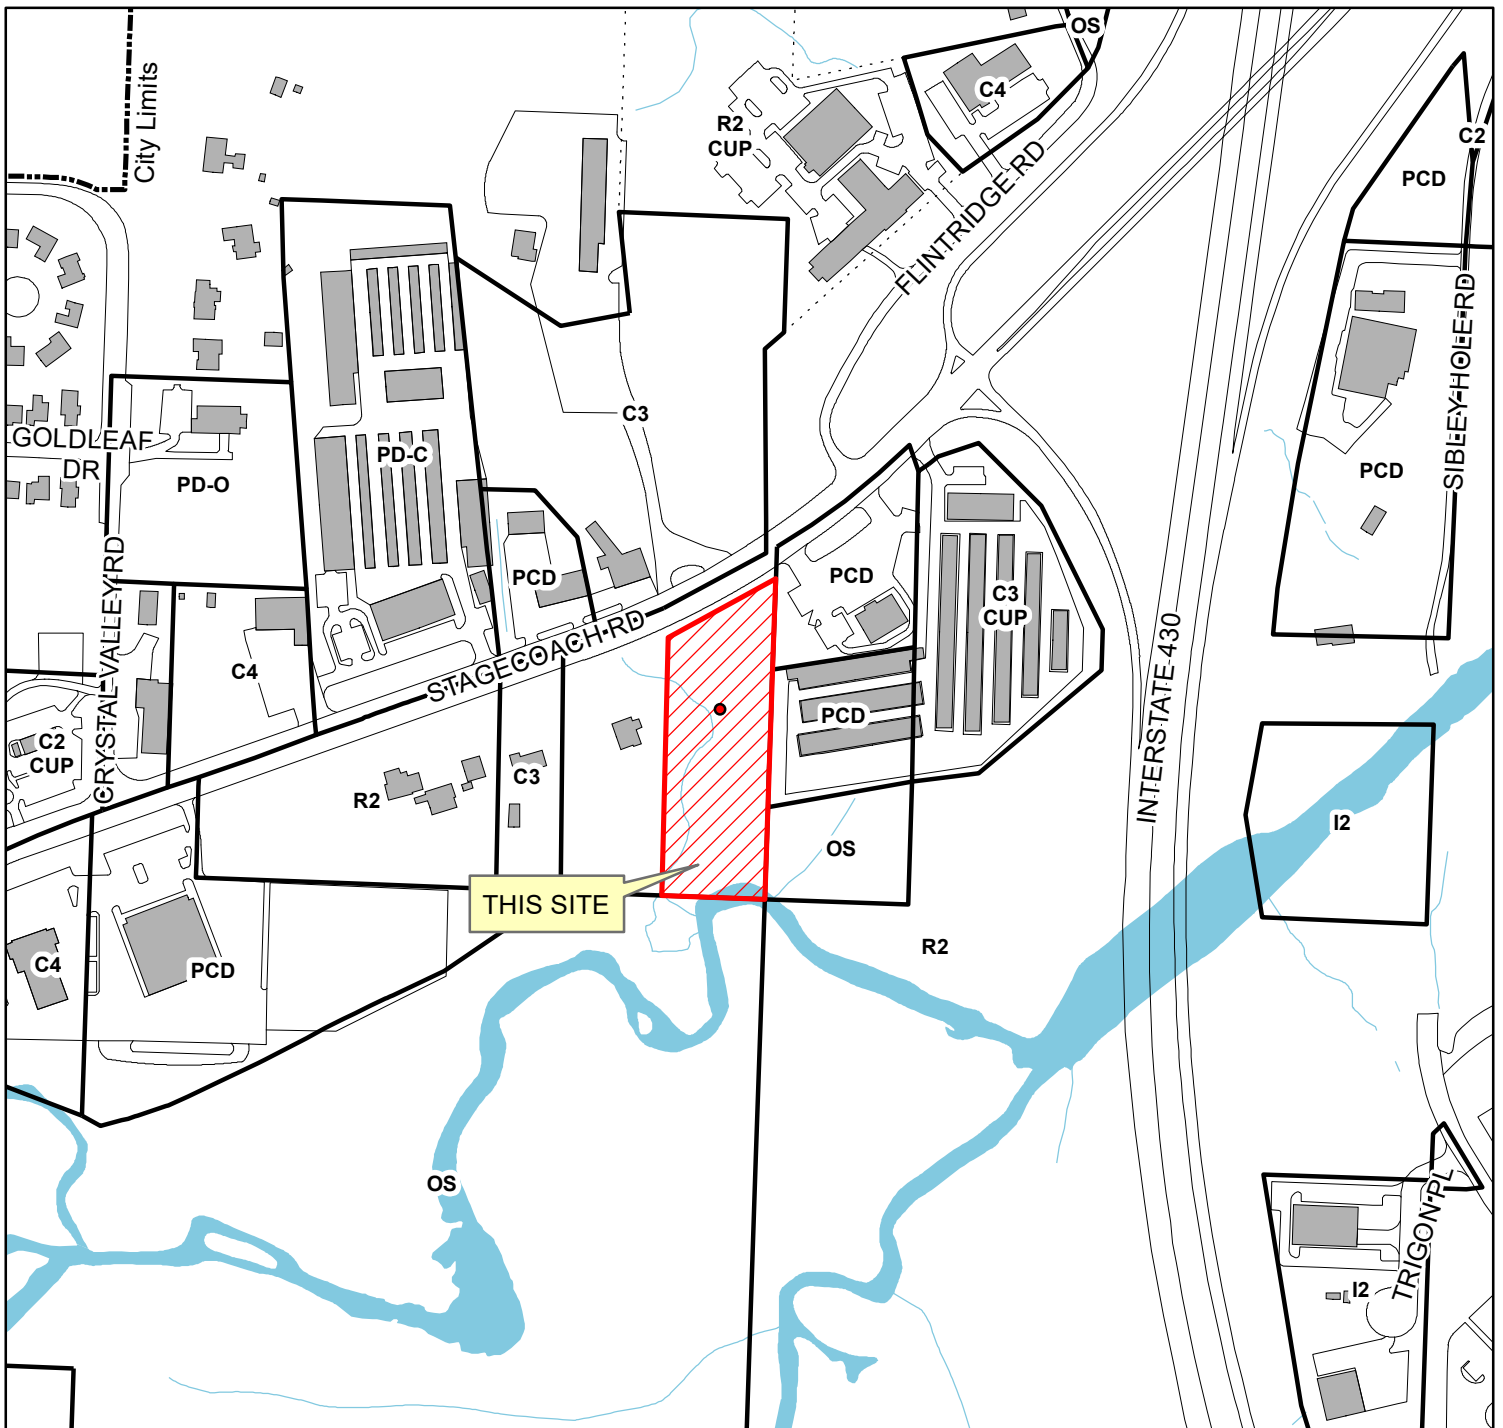 OS
City Limits
C4
R2
CUP
C2
PCD
FLINTRIDGE RD
SIBLEY HOLE RD
C3
GOLDLEAF
DR
PD-C
PD-O
PCD
CRYSTAL VALLEY RD
PCD
PCD
C3
CUP
STAGECOACH RD
INTERSTATE 430
C4
PCD
C2
CUP
C3
R2
I2
OS
THIS SITE
R2
C4
PCD
OS
TRIGON PL
I2